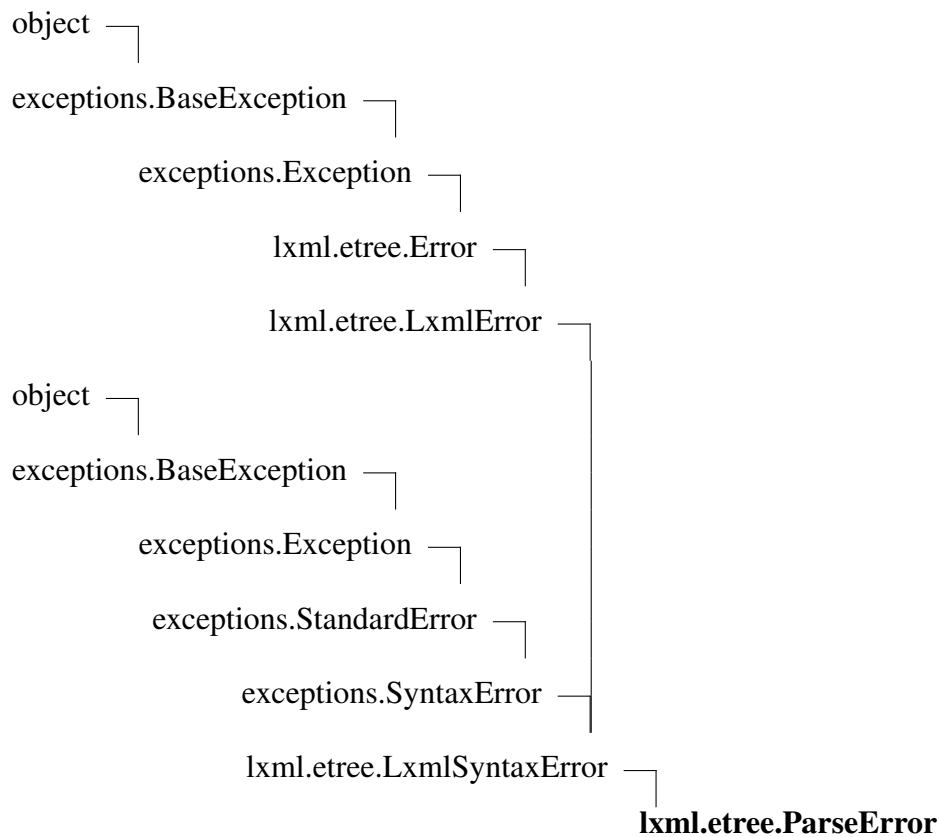 object
exceptions.BaseException
exceptions.Exception
lxml.etree.Error
lxml.etree.LxmlError
object
exceptions.BaseException
exceptions.Exception
exceptions.StandardError
exceptions.SyntaxError
lxml.etree.LxmlSyntaxError
lxml.etree.ParseError